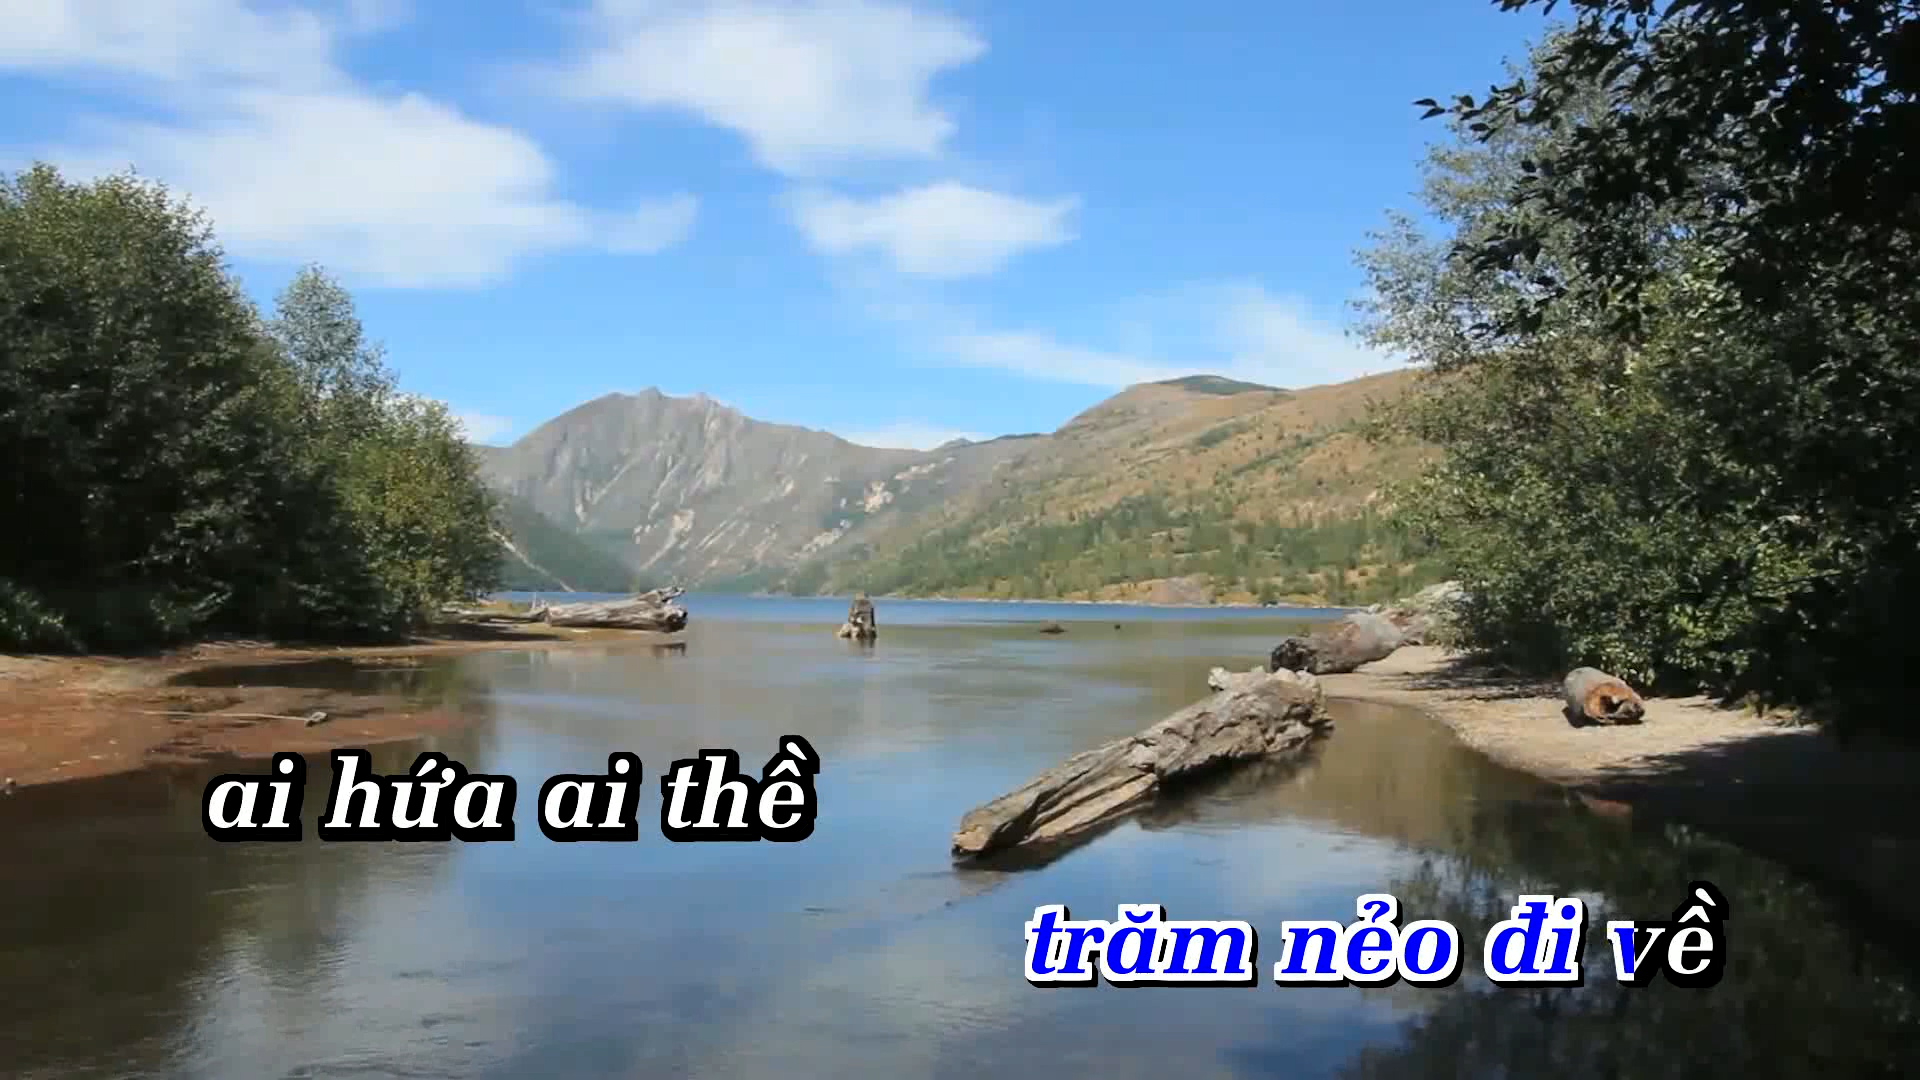 ai hứa ai thề
trăm nẻo đi về